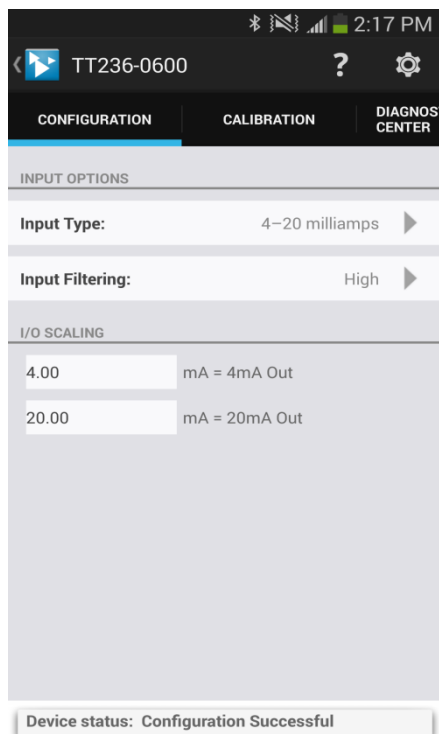 2:17 PM
TT236-0600 ?
CONFIGURATION CALIBRATION DIAGNOS
CENTER
INPUT OPTIONS
Input Type: 4–20 milliamps
Input Filtering: High
I/O SCALING
4.00 mA = 4mA Out
20.00 mA = 20mA Out
Device status: Configuration Successful